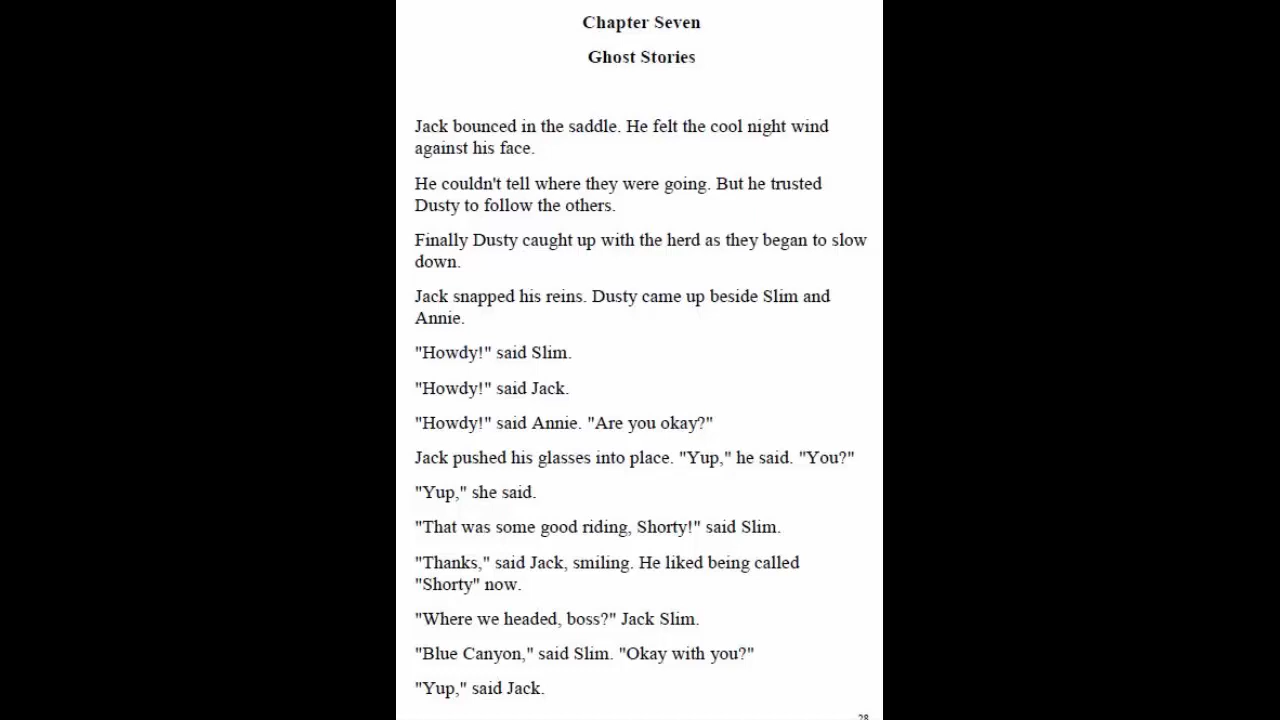 Chapter Seven
Ghost Stories
Jack bounced in the saddle. He felt the cool night wind
against his face.
He couldn't tell where they were going. But he trusted
Dusty to follow the others.
Finally Dusty caught up with the herd as they began to slow
down.
Jack snapped his reins. Dusty came up beside Slim and
Annie.
"Howdy!" said Slim.
"Howdy!" said Jack.
"Howdy!" said Annie. "Are you okay?"
Jack pushed his glasses into place. "Yup," he said. "You?"
"Yup," she said.
"That was some good riding, Shorty!" said Slim.
"Thanks," said Jack, smiling. He liked being called
"Shorty" now.
"Where we headed, boss?" Jack Slim.
"Blue Canyon," said Slim. "Okay with you?"
"Yup," said Jack.
28